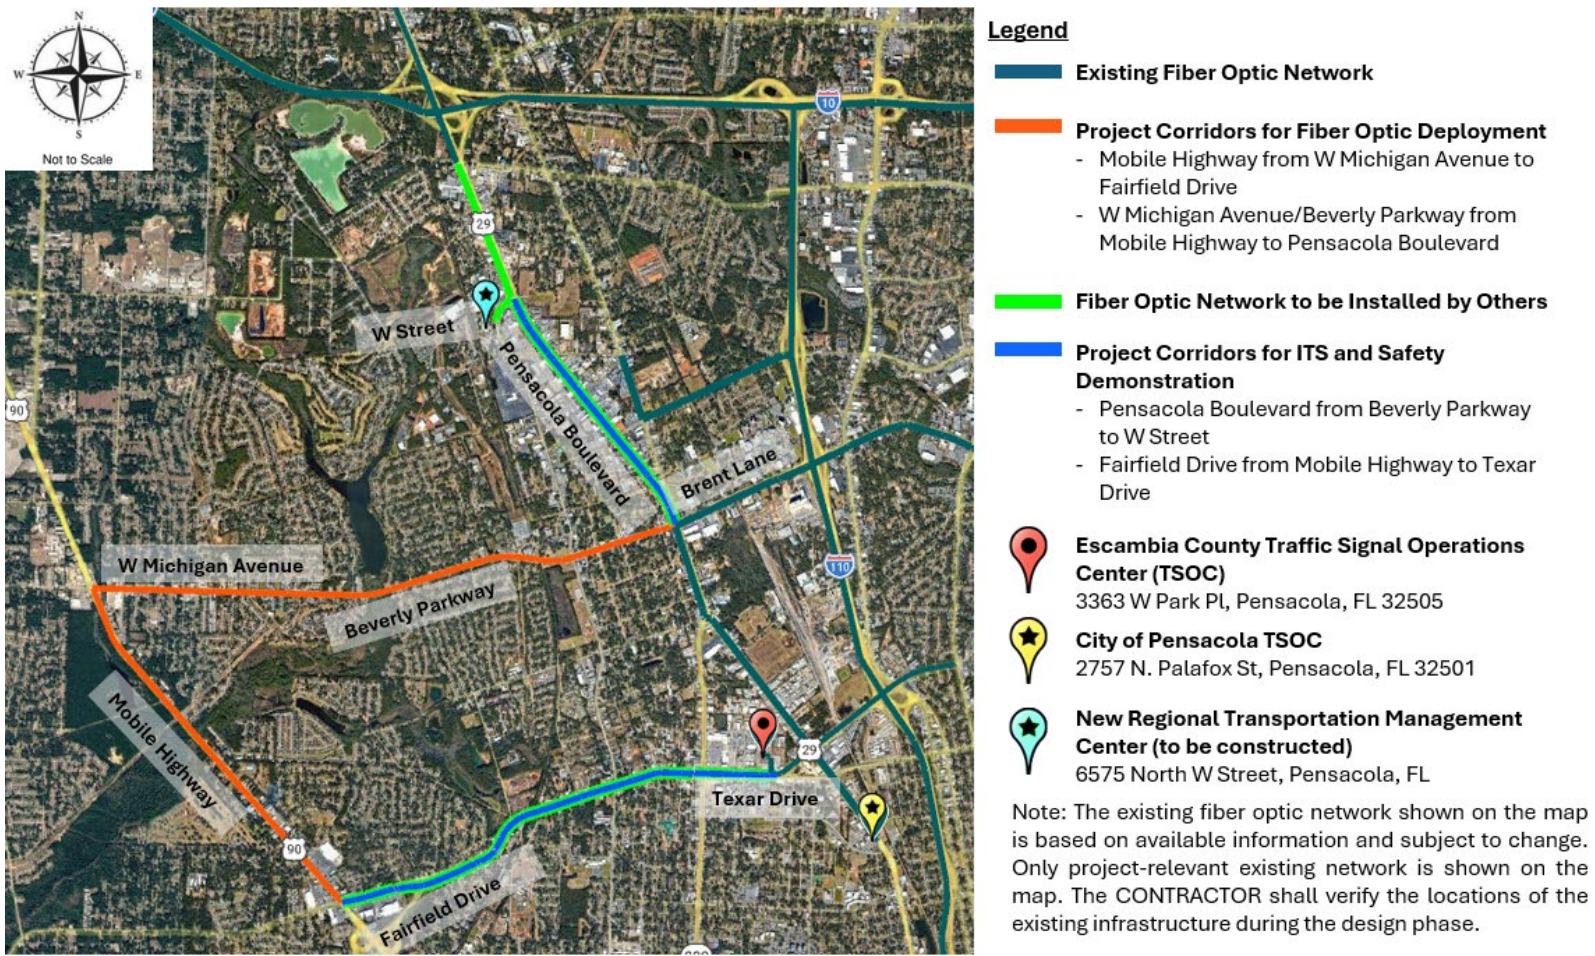 N
W
E
S
Not to Scale
10
29
W Street
Pensacola Boulevard
90
Brent Lane
W Michigan Avenue
110
Beverly Parkway
Mobile Highway
29
Texar Drive
90
Fairfield Drive
Legend
Existing Fiber Optic Network
Project Corridors for Fiber Optic Deployment
- Mobile Highway from W Michigan Avenue to
Fairfield Drive
- W Michigan Avenue/Beverly Parkway from
Mobile Highway to Pensacola Boulevard
Fiber Optic Network to be Installed by Others
Project Corridors for ITS and Safety
Demonstration
- Pensacola Boulevard from Beverly Parkway
to W Street
- Fairfield Drive from Mobile Highway to Texar
Drive
Escambia County Traffic Signal Operations
Center (TSOC)
3363 W Park Pl, Pensacola, FL 32505
City of Pensacola TSOC
2757 N. Palafox St, Pensacola, FL 32501
New Regional Transportation Management
Center (to be constructed)
6575 North W Street, Pensacola, FL
Note: The existing fiber optic network shown on the map
is based on available information and subject to change.
Only project-relevant existing network is shown on the
map. The CONTRACTOR shall verify the locations of the
existing infrastructure during the design phase.